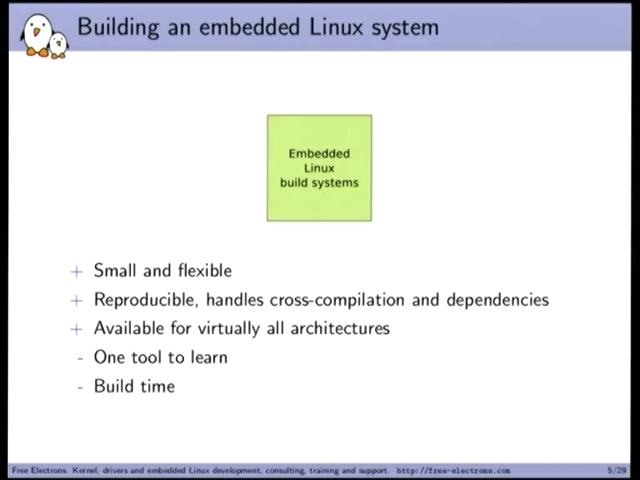 Building an embedded Linux system
Embedded
Linux
build systems
+ Small and flexible
+ Reproducible, handles cross-compilation and dependencies
+ Available for virtually all architectures
- One tool to learn
- Build time
Free Electrons. Kernel, drivers and embedded Linux development, consulting, training and support. http://free-electrons.com 5/29